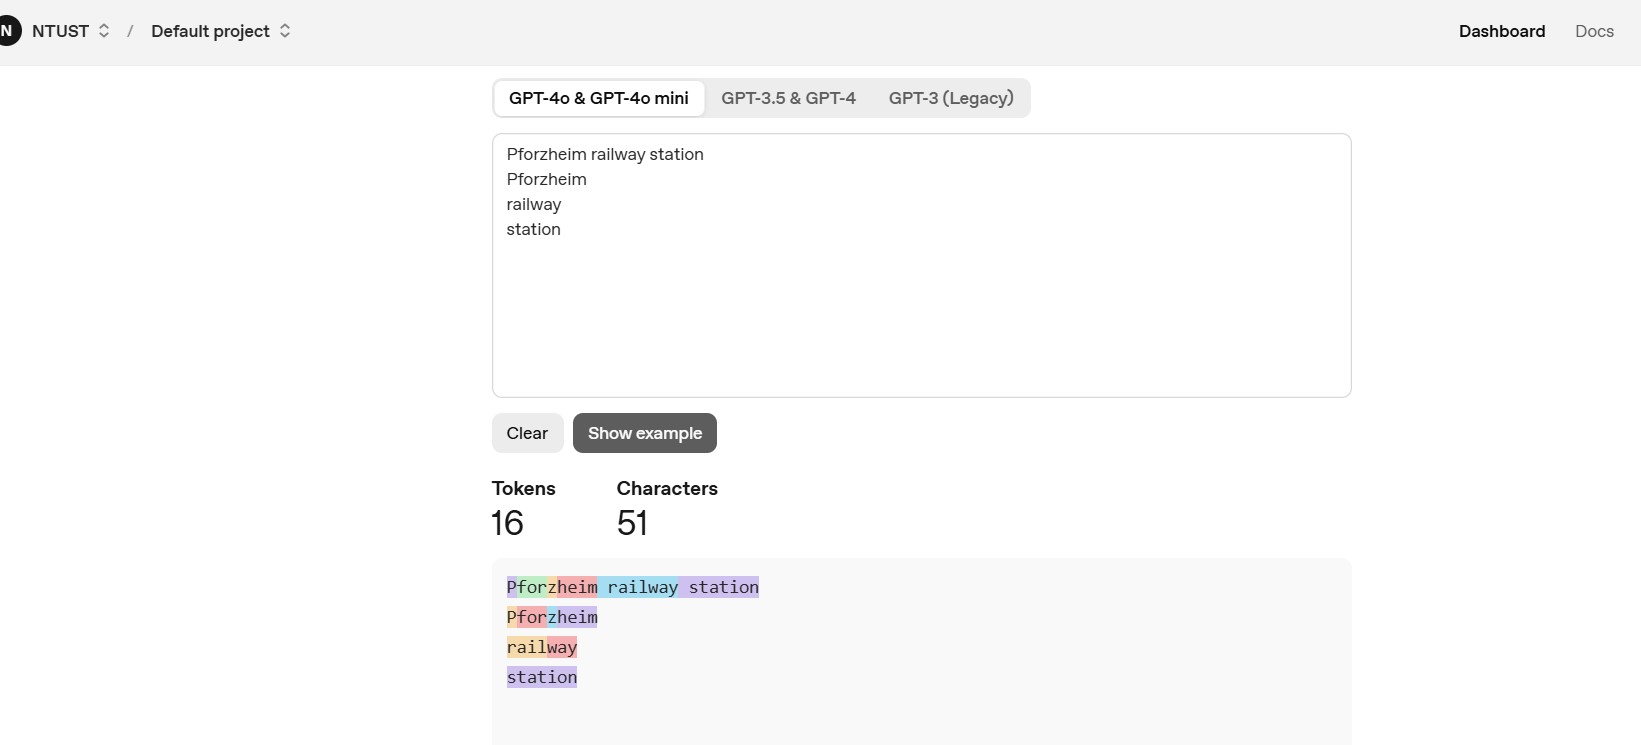 N NTUST / Default project Dashboard Docs
GPT-4o & GPT-4o mini GPT-3.5 & GPT-4 GPT-3 (Legacy)
Pforzheim railway station
Pforzheim
railway
station
Clear Show example
Tokens Characters
16 51
Pforzheim railway station
Pforzheim
railway
station